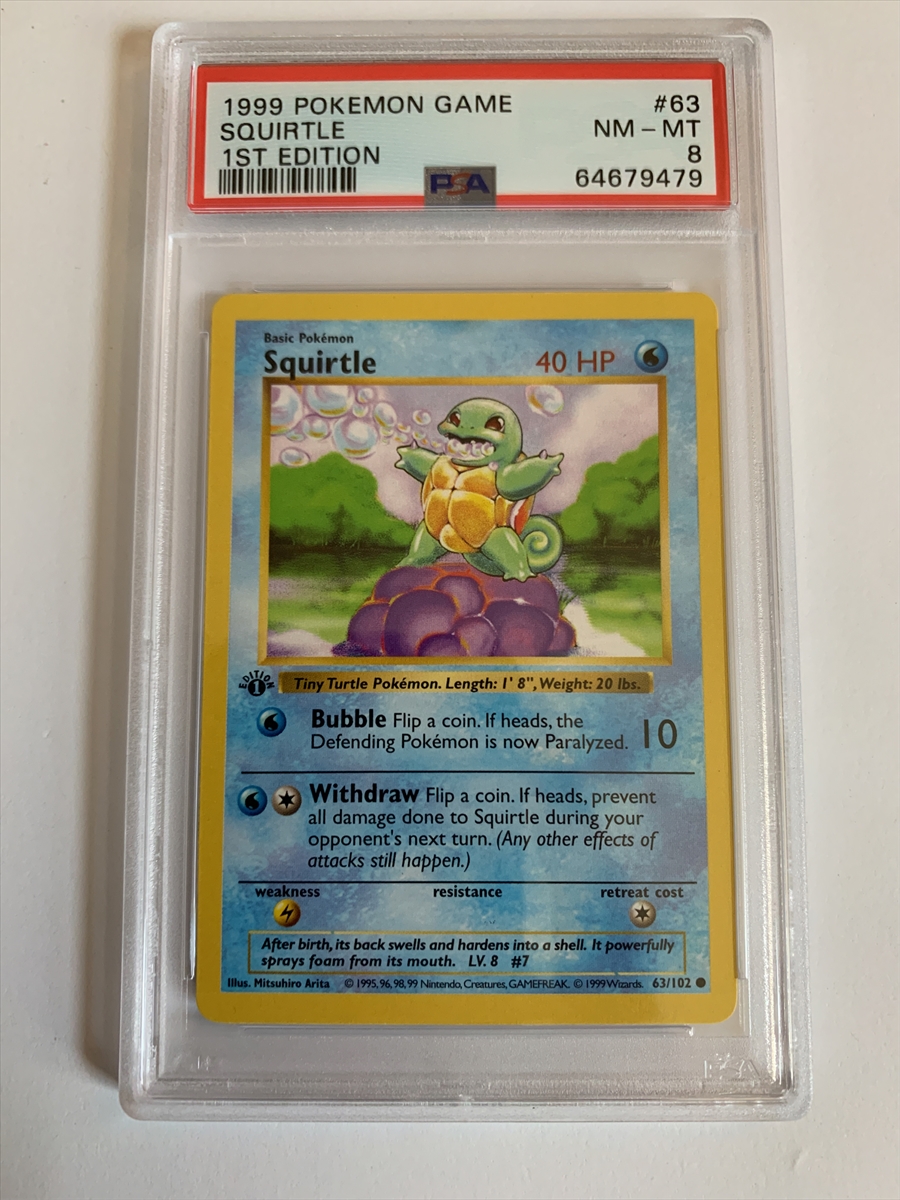 1999 POKEMON GAME #63
SQUIRTLE NM - MT
1ST EDITION 8
PSA 64679479
Basic Pokémon
Squirtle 40 HP
EDITION 1
Tiny Turtle Pokémon. Length: 1' 8", Weight: 20 lbs.
Bubble Flip a coin. If heads, the
Defending Pokémon is now Paralyzed. 10
Withdraw Flip a coin. If heads, prevent
all damage done to Squirtle during your
opponent's next turn. (Any other effects of
attacks still happen.)
weakness resistance retreat cost
After birth, its back swells and hardens into a shell. It powerfully
sprays foam from its mouth. LV. 8 #7
Illus. Mitsuhiro Arita © 1995, 96, 98, 99 Nintendo, Creatures, GAMEFREAK. © 1999 Wizards. 63/102 ●
PSA